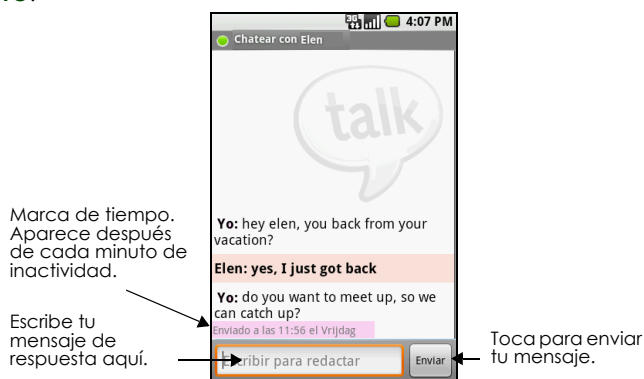 3G 4:07 PM
Chatear con Elen
talk
Yo: hey elen, you back from your
vacation?
Elen: yes, I just got back
Yo: do you want to meet up, so we
can catch up?
Enviado a las 11:56 el Vrijdag
Escribir para redactar
Enviar
Marca de tiempo.
Aparece después
de cada minuto de
inactividad.
Escribe tu
mensaje de
respuesta aquí.
Toca para enviar
tu mensaje.